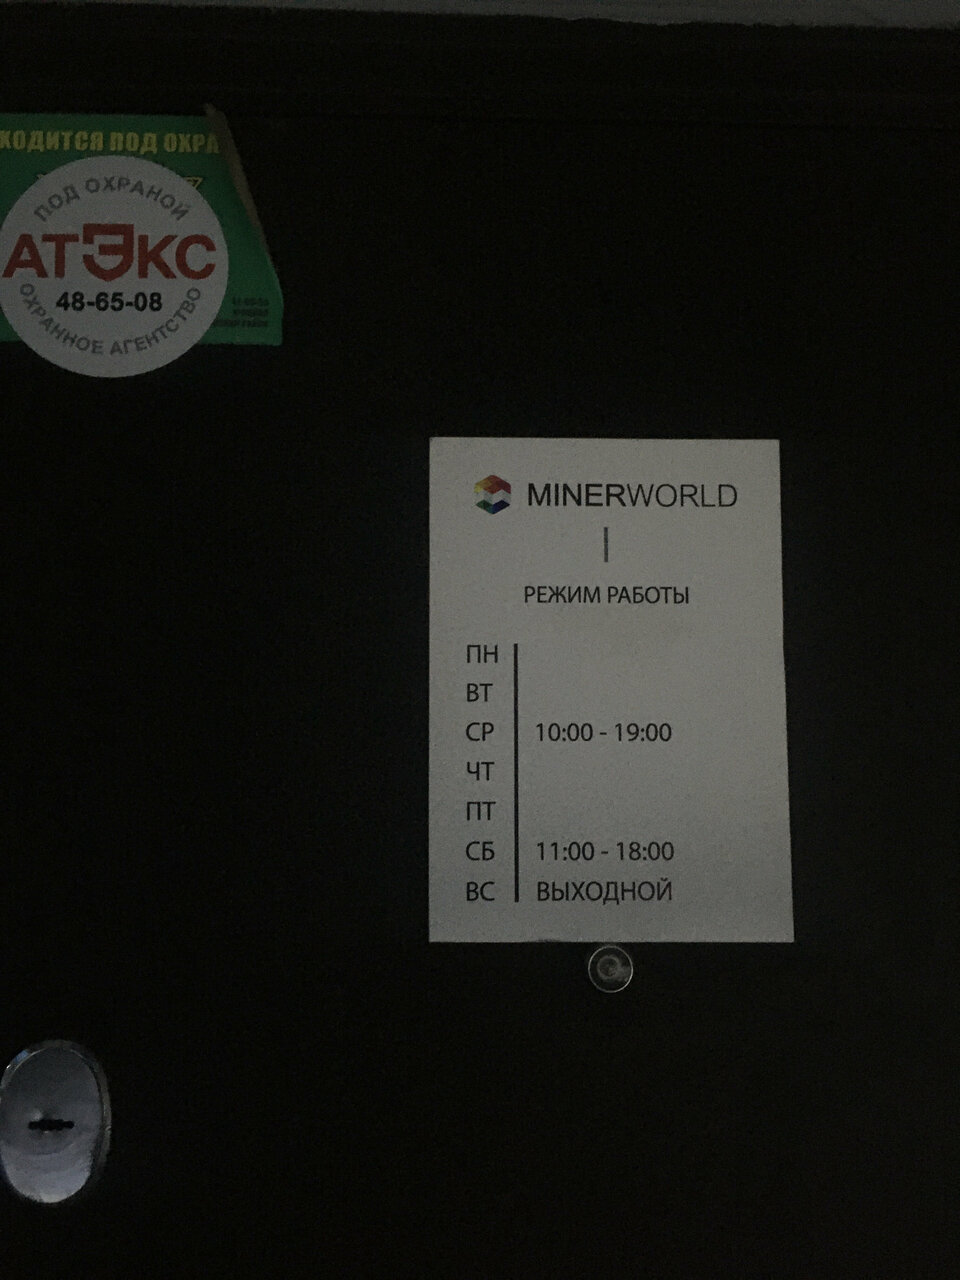 ХОДИТСЯ ПОД ОХРА
ПОД ОХРАНОЙ
АТЭКС
48-65-08
ОХРАННОЕ АГЕНТСТВО
MINERWORLD
РЕЖИМ РАБОТЫ
ПН
ВТ
СР 10:00 - 19:00
ЧТ
ПТ
СБ 11:00 - 18:00
ВС ВЫХОДНОЙ